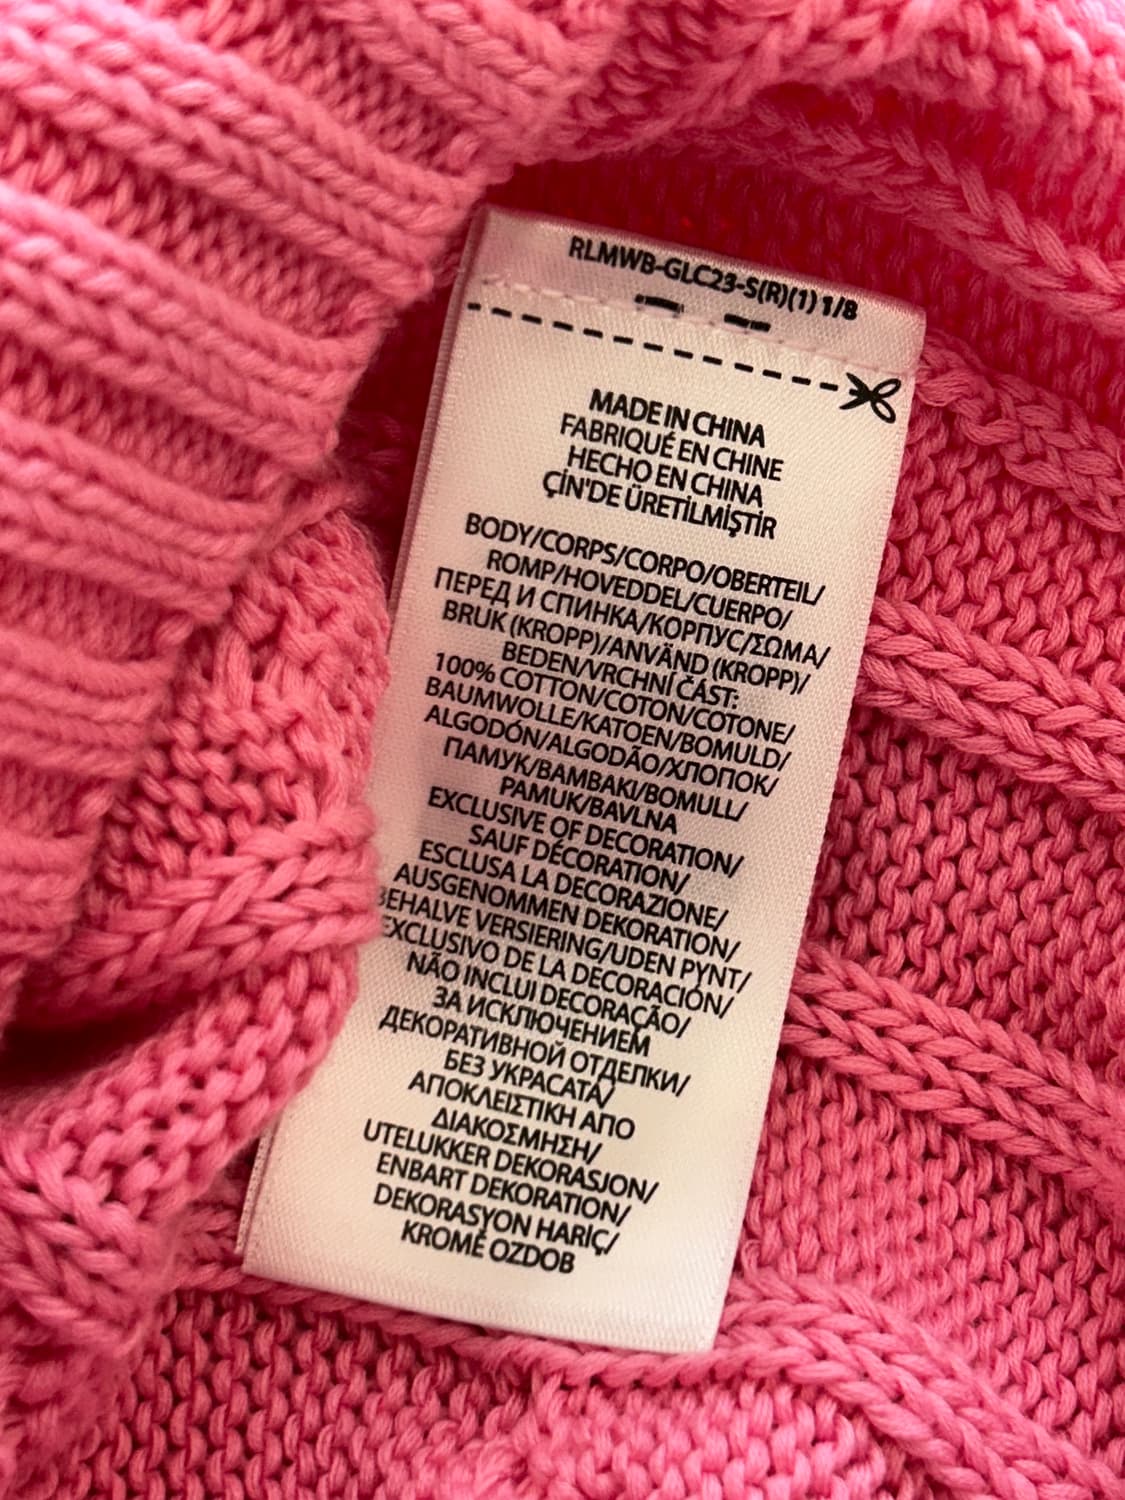 RLMWB-GLC23-S(R)(1) 1/8
MADE IN CHINA
FABRIQUÉ EN CHINE
HECHO EN CHINA
ÇİN'DE ÜRETİLMİŞTİR
BODY/CORPS/CORPO/OBERTEIL/
ROMP/HOVEDDEL/CUERPO/
ПЕРЕД И СПИНКА/КОРПУС/ΣΩΜΑ/
BRUK (KROPP)/ANVÄND (KROPP)/
BEDEN/VRCHNÍ ČÁST:
100% COTTON/COTON/COTONE/
BAUMWOLLE/KATOEN/BOMULD/
ALGODÓN/ALGODÃO/ХЛОПОК/
ПАМУК/ΒΑΜΒΑΚΙ/BOMULL/
PAMUK/BAVLNA
EXCLUSIVE OF DECORATION/
SAUF DÉCORATION/
ESCLUSA LA DECORAZIONE/
AUSGENOMMEN DEKORATION/
BEHALVE VERSIERING/UDEN PYNT/
EXCLUSIVO DE LA DECORACIÓN/
NÃO INCLUI DECORAÇÃO/
ЗА ИСКЛЮЧЕНИЕМ
ДЕКОРАТИВНОЙ ОТДЕЛКИ/
БЕЗ УКРАСАТА/
ΑΠΟΚΛΕΙΣΤΙΚΗ ΑΠΟ
ΔΙΑΚΟΣΜΗΣΗ/
UTELUKKER DEKORASJON/
ENBART DEKORATION/
DEKORASYON HARİÇ/
KROMĚ OZDOB